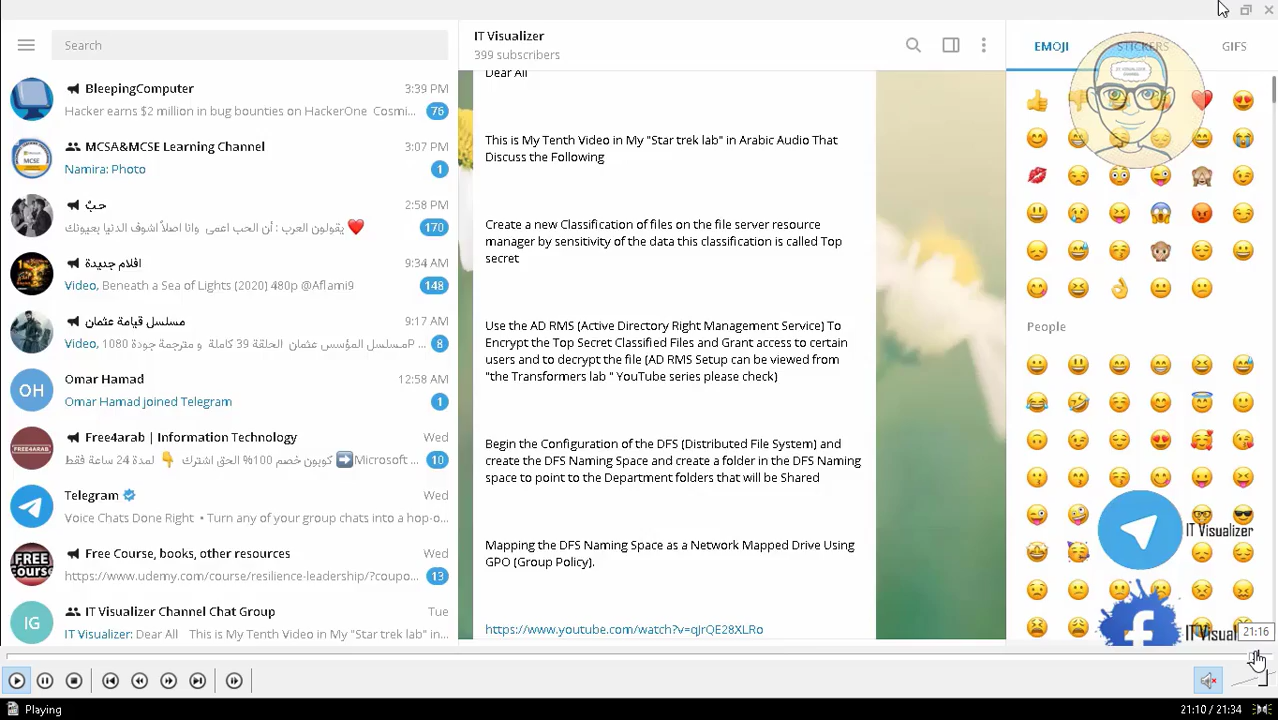 Search
BleepingComputer 3:39 PM
Hacker earns $2 million in bug bounties on HackerOne Cosmi... 76
MCSA&MCSE Learning Channel 3:07 PM
Namira: Photo 1
حبّ 2:58 PM
يقولون العرب : أن الحب اعمى وانا اصلاً اشوف الدنيا بعيونك ❤️ 170
افلام جديدة 9:34 AM
Video, Beneath a Sea of Lights (2020) 480p @Aflami9 148
مسلسل قيامة عثمان 9:17 AM
Video, 1080 مسلسل المؤسس عثمان الحلقة 39 كاملة و مترجمة جودةP ... 8
OH
Omar Hamad 12:58 AM
Omar Hamad joined Telegram 1
FREE4ARAB
Free4arab | Information Technology Wed
كوبون خصم 100% الحق اشترك 👇 لمدة 24 ساعة فقط ➡️Microsoft ... 10
Telegram Wed
Voice Chats Done Right • Turn any of your group chats into a hop-o...
FREE
Course
Free Course, books, other resources Wed
https://www.udemy.com/course/resilience-leadership/?coupo... 13
IG
IT Visualizer Channel Chat Group Tue
IT Visualizer: Dear All This is My Tenth Video in My "Star trek lab" in...
IT Visualizer
399 subscribers
Dear All
This is My Tenth Video in My "Star trek lab" in Arabic Audio That
Discuss the Following
Create a new Classification of files on the file server resource
manager by sensitivity of the data this classification is called Top
secret
Use the AD RMS (Active Directory Right Management Service) To
Encrypt the Top Secret Classified Files and Grant access to certain
users and to decrypt the file (AD RMS Setup can be viewed from
"the Transformers lab " YouTube series please check)
Begin the Configuration of the DFS (Distributed File System) and
create the DFS Naming Space and create a folder in the DFS Naming
space to point to the Department folders that will be Shared
Mapping the DFS Naming Space as a Network Mapped Drive Using
GPO (Group Policy).
https://www.youtube.com/watch?v=qJrQE28XLRo
EMOJI STICKERS GIFS
IT VISUALIZER
CHANNEL
People
IT Visualizer
IT Visualizer
21:16
Playing
21:10 / 21:34